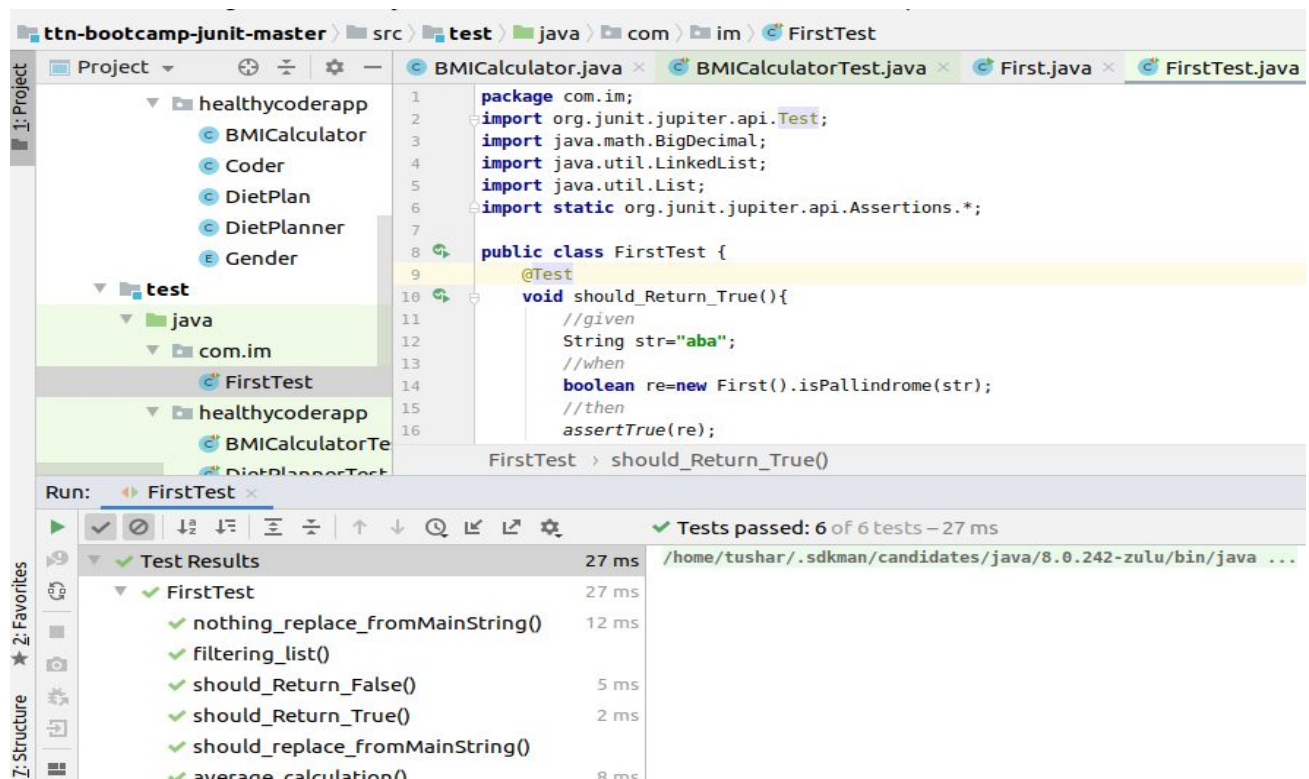 ttn-bootcamp-junit-master src test java com im FirstTest
1: Project
Project
BMICalculator.java BMICalculatorTest.java First.java FirstTest.java
healthycoderapp
BMICalculator
Coder
DietPlan
DietPlanner
Gender
test
java
com.im
FirstTest
healthycoderapp
BMICalculatorTe
DietPlannerTest
1 package com.im;
2 import org.junit.jupiter.api.Test;
3 import java.math.BigDecimal;
4 import java.util.LinkedList;
5 import java.util.List;
6 import static org.junit.jupiter.api.Assertions.*;
7
8 public class FirstTest {
9 @Test
10 void should_Return_True(){
11 //given
12 String str="aba";
13 //when
14 boolean re=new First().isPallindrome(str);
15 //then
16 assertTrue(re);
FirstTest › should_Return_True()
Run: FirstTest
Tests passed: 6 of 6 tests – 27 ms
Test Results 27 ms
FirstTest 27 ms
nothing_replace_fromMainString() 12 ms
filtering_list()
should_Return_False() 5 ms
should_Return_True() 2 ms
should_replace_fromMainString()
average_calculation() 8 ms
/home/tushar/.sdkman/candidates/java/8.0.242-zulu/bin/java ...
2: Favorites
7: Structure